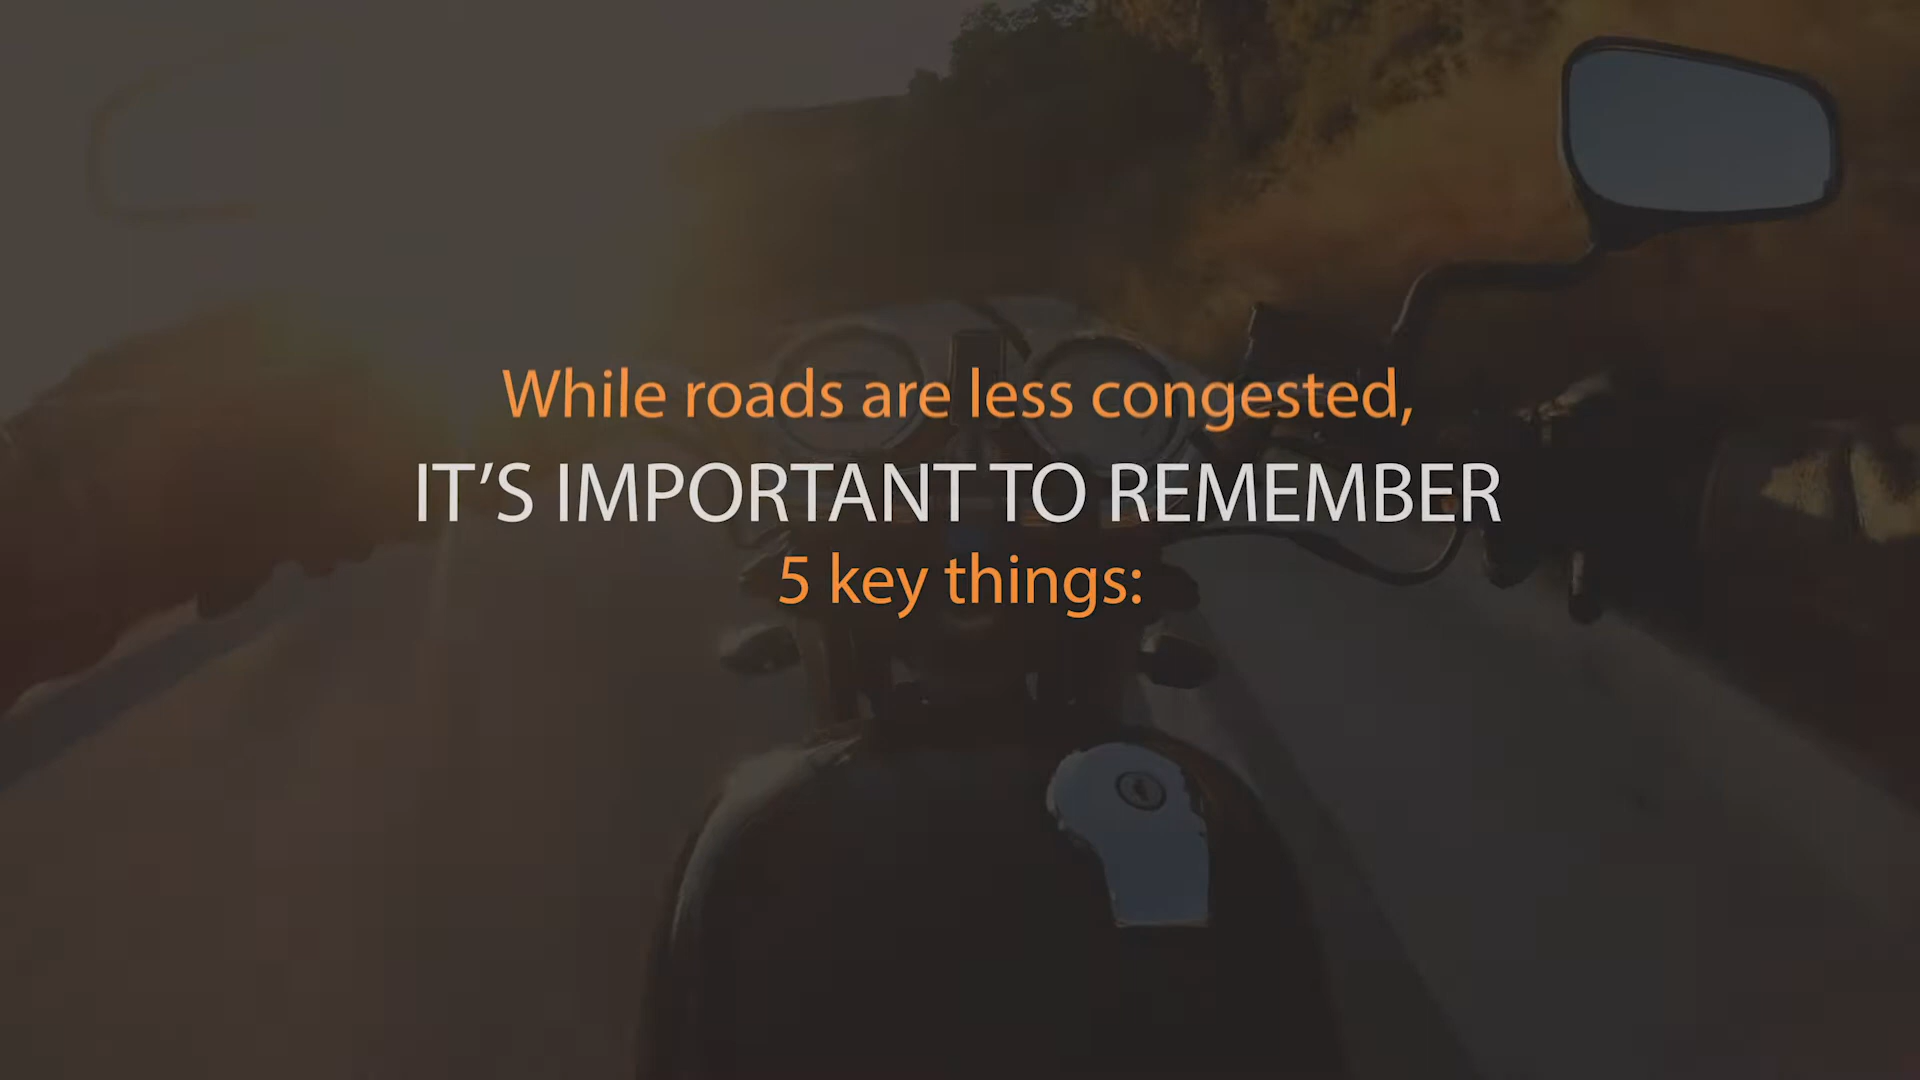 While roads are less congested,
IT’S IMPORTANT TO REMEMBER
5 key things: